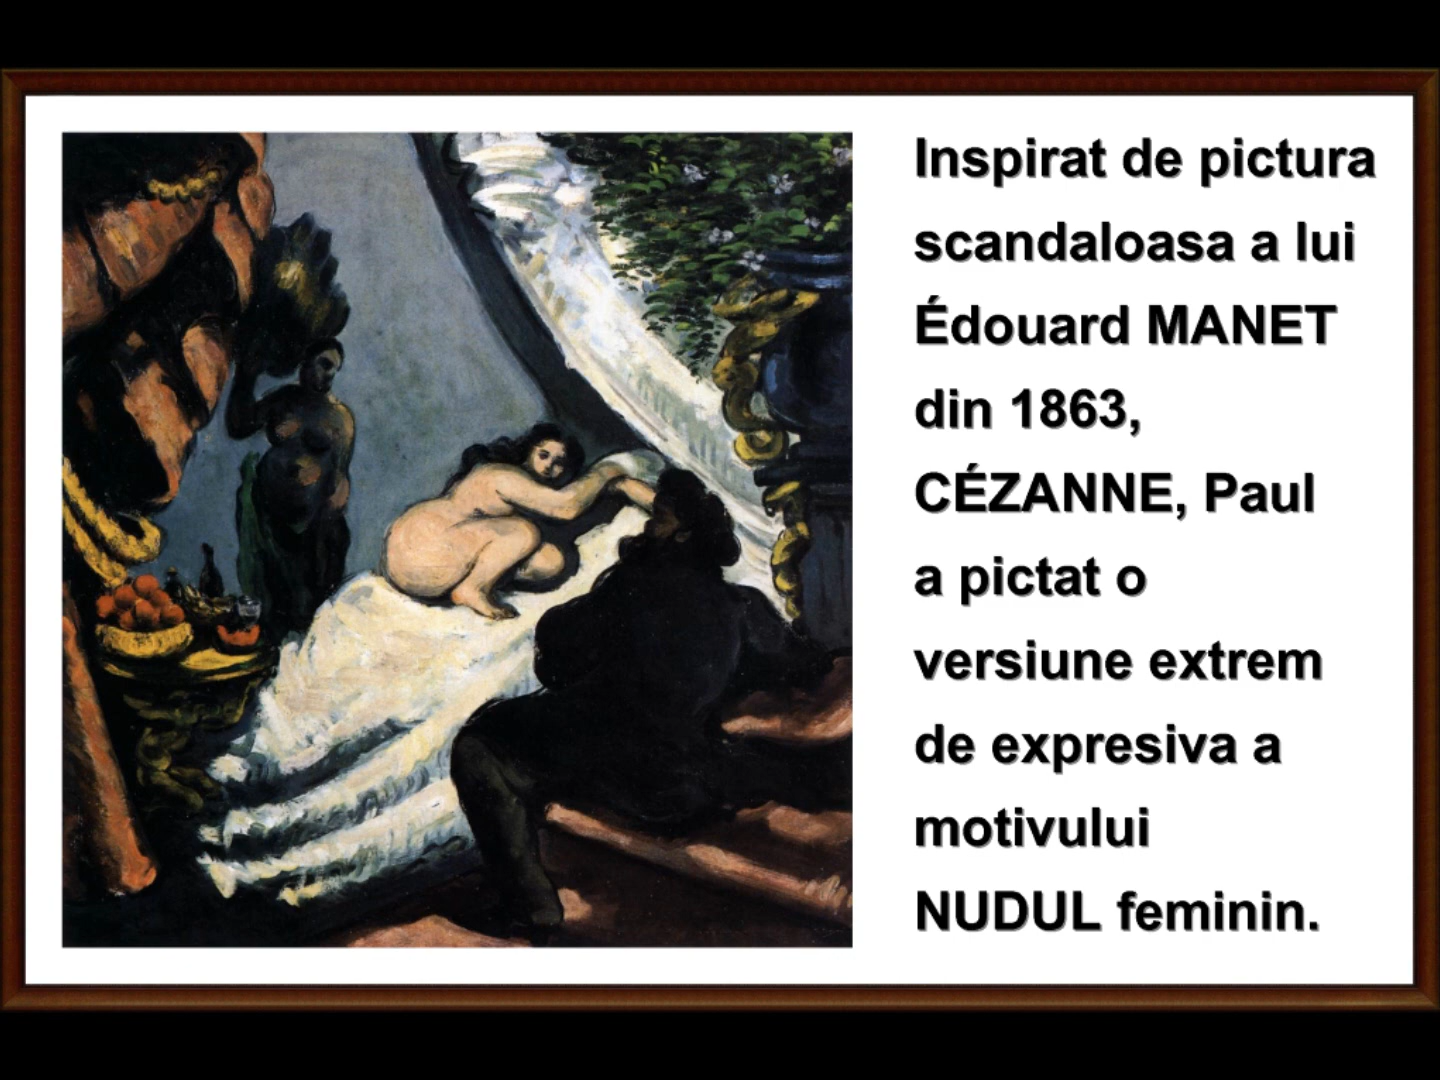 Inspirat de pictura
scandaloasa a lui
Édouard MANET
din 1863,
CÉZANNE, Paul
a pictat o
versiune extrem
de expresiva a
motivului
NUDUL feminin.